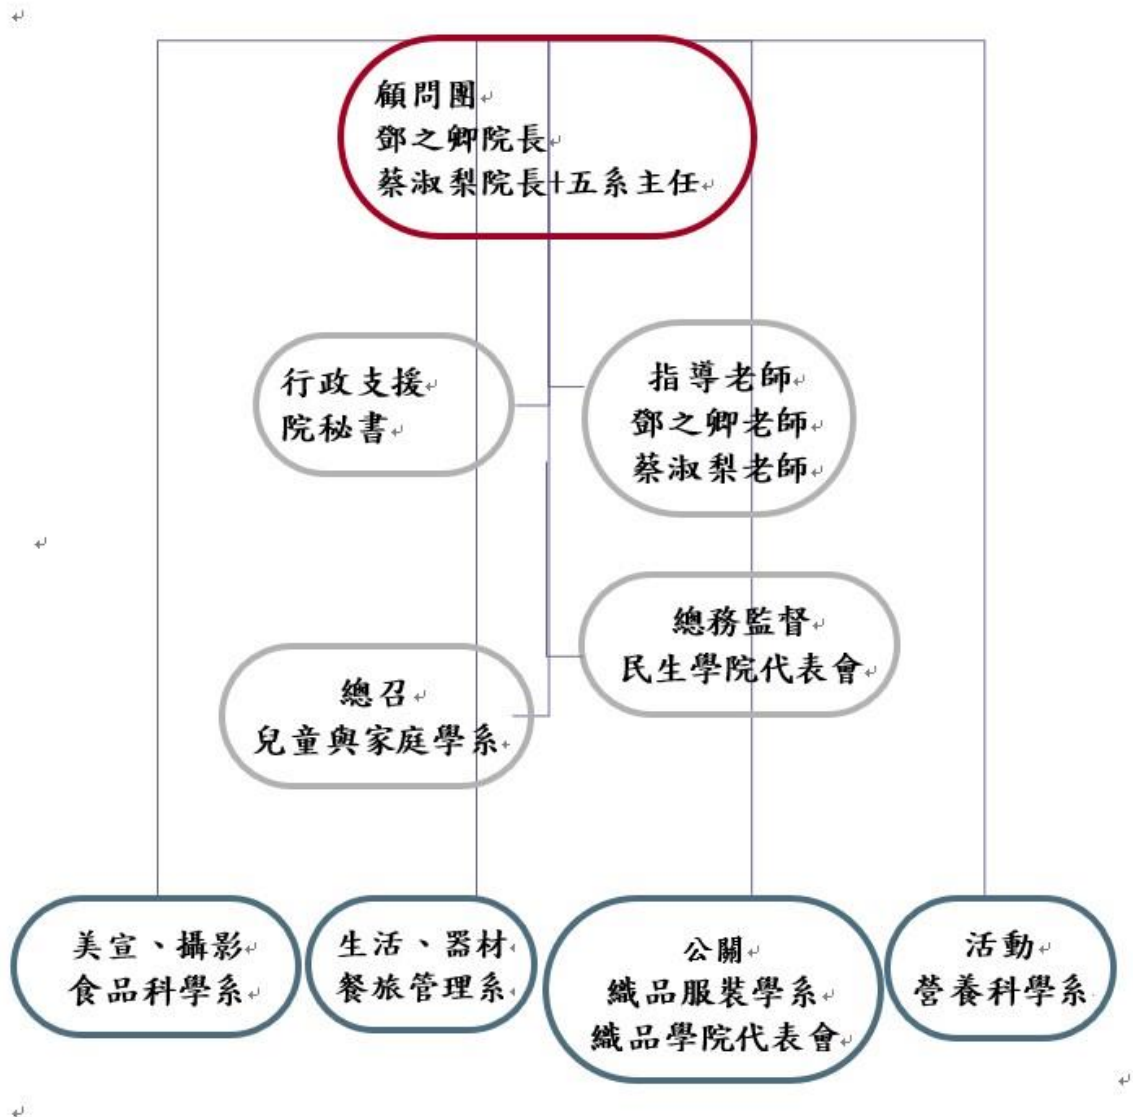 顧問團
鄧之卿院長
蔡淑梨院長+五系主任
行政支援
院秘書
指導老師
鄧之卿老師
蔡淑梨老師
總務監督
民生學院代表會
總召
兒童與家庭學系
美宣、攝影
食品科學系
生活、器材
餐旅管理系
公關
織品服裝學系
織品學院代表會
活動
營養科學系